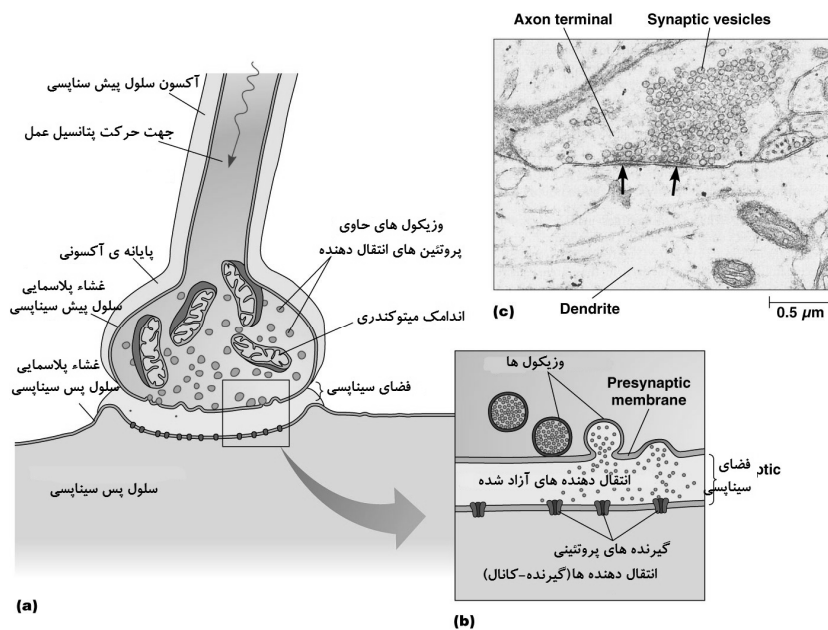 آکسون سلول پیش سناپسی
جهت حرکت پتانسیل عمل
وزیکول های حاوی
پروتئین های انتقال دهنده
پایانه ی آکسونی
غشاء پلاسمایی
سلول پیش سیناپسی
اندامک میتوکندری
غشاء پلاسمایی
سلول پس سیناپسی
فضای سیناپسی
سلول پس سیناپسی
(a)
Axon terminal
Synaptic vesicles
Dendrite
(c)
0.5 µm
وزیکول ها
Presynaptic
membrane
انتقال دهنده های آزاد شده
فضای
سیناپسی
ptic
گیرنده های پروتئینی
انتقال دهنده ها(گیرنده-کانال)
(b)